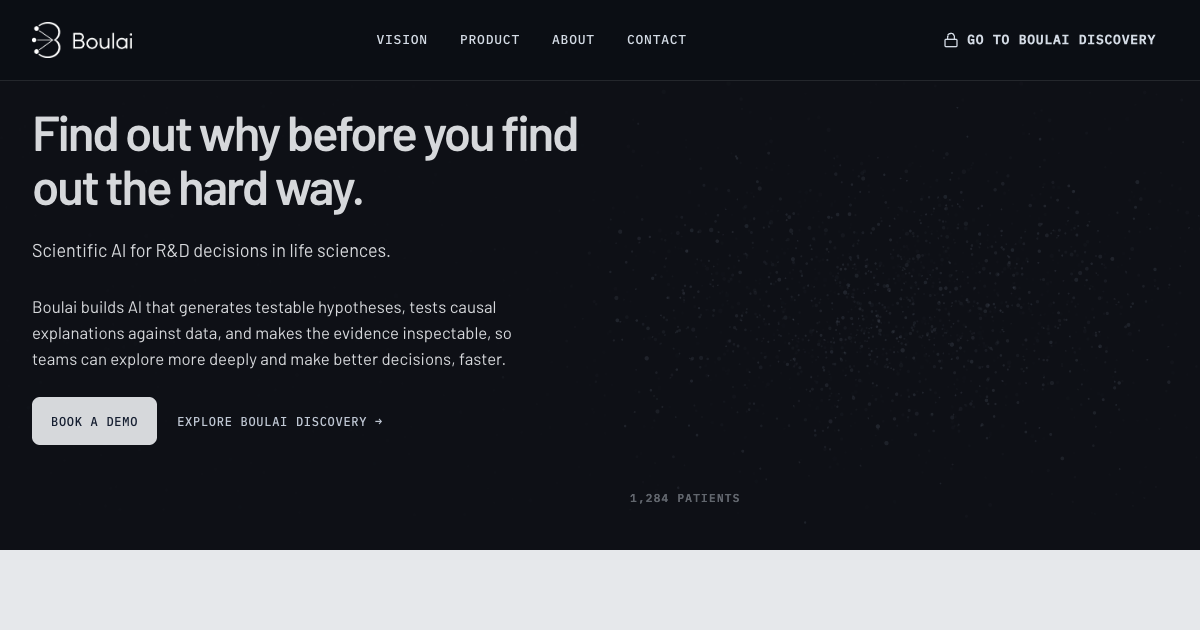 Boulai
VISION PRODUCT ABOUT CONTACT
GO TO BOULAI DISCOVERY
Find out why before you find
out the hard way.
Scientific AI for R&D decisions in life sciences.
Boulai builds AI that generates testable hypotheses, tests causal
explanations against data, and makes the evidence inspectable, so
teams can explore more deeply and make better decisions, faster.
BOOK A DEMO EXPLORE BOULAI DISCOVERY →
1,284 PATIENTS